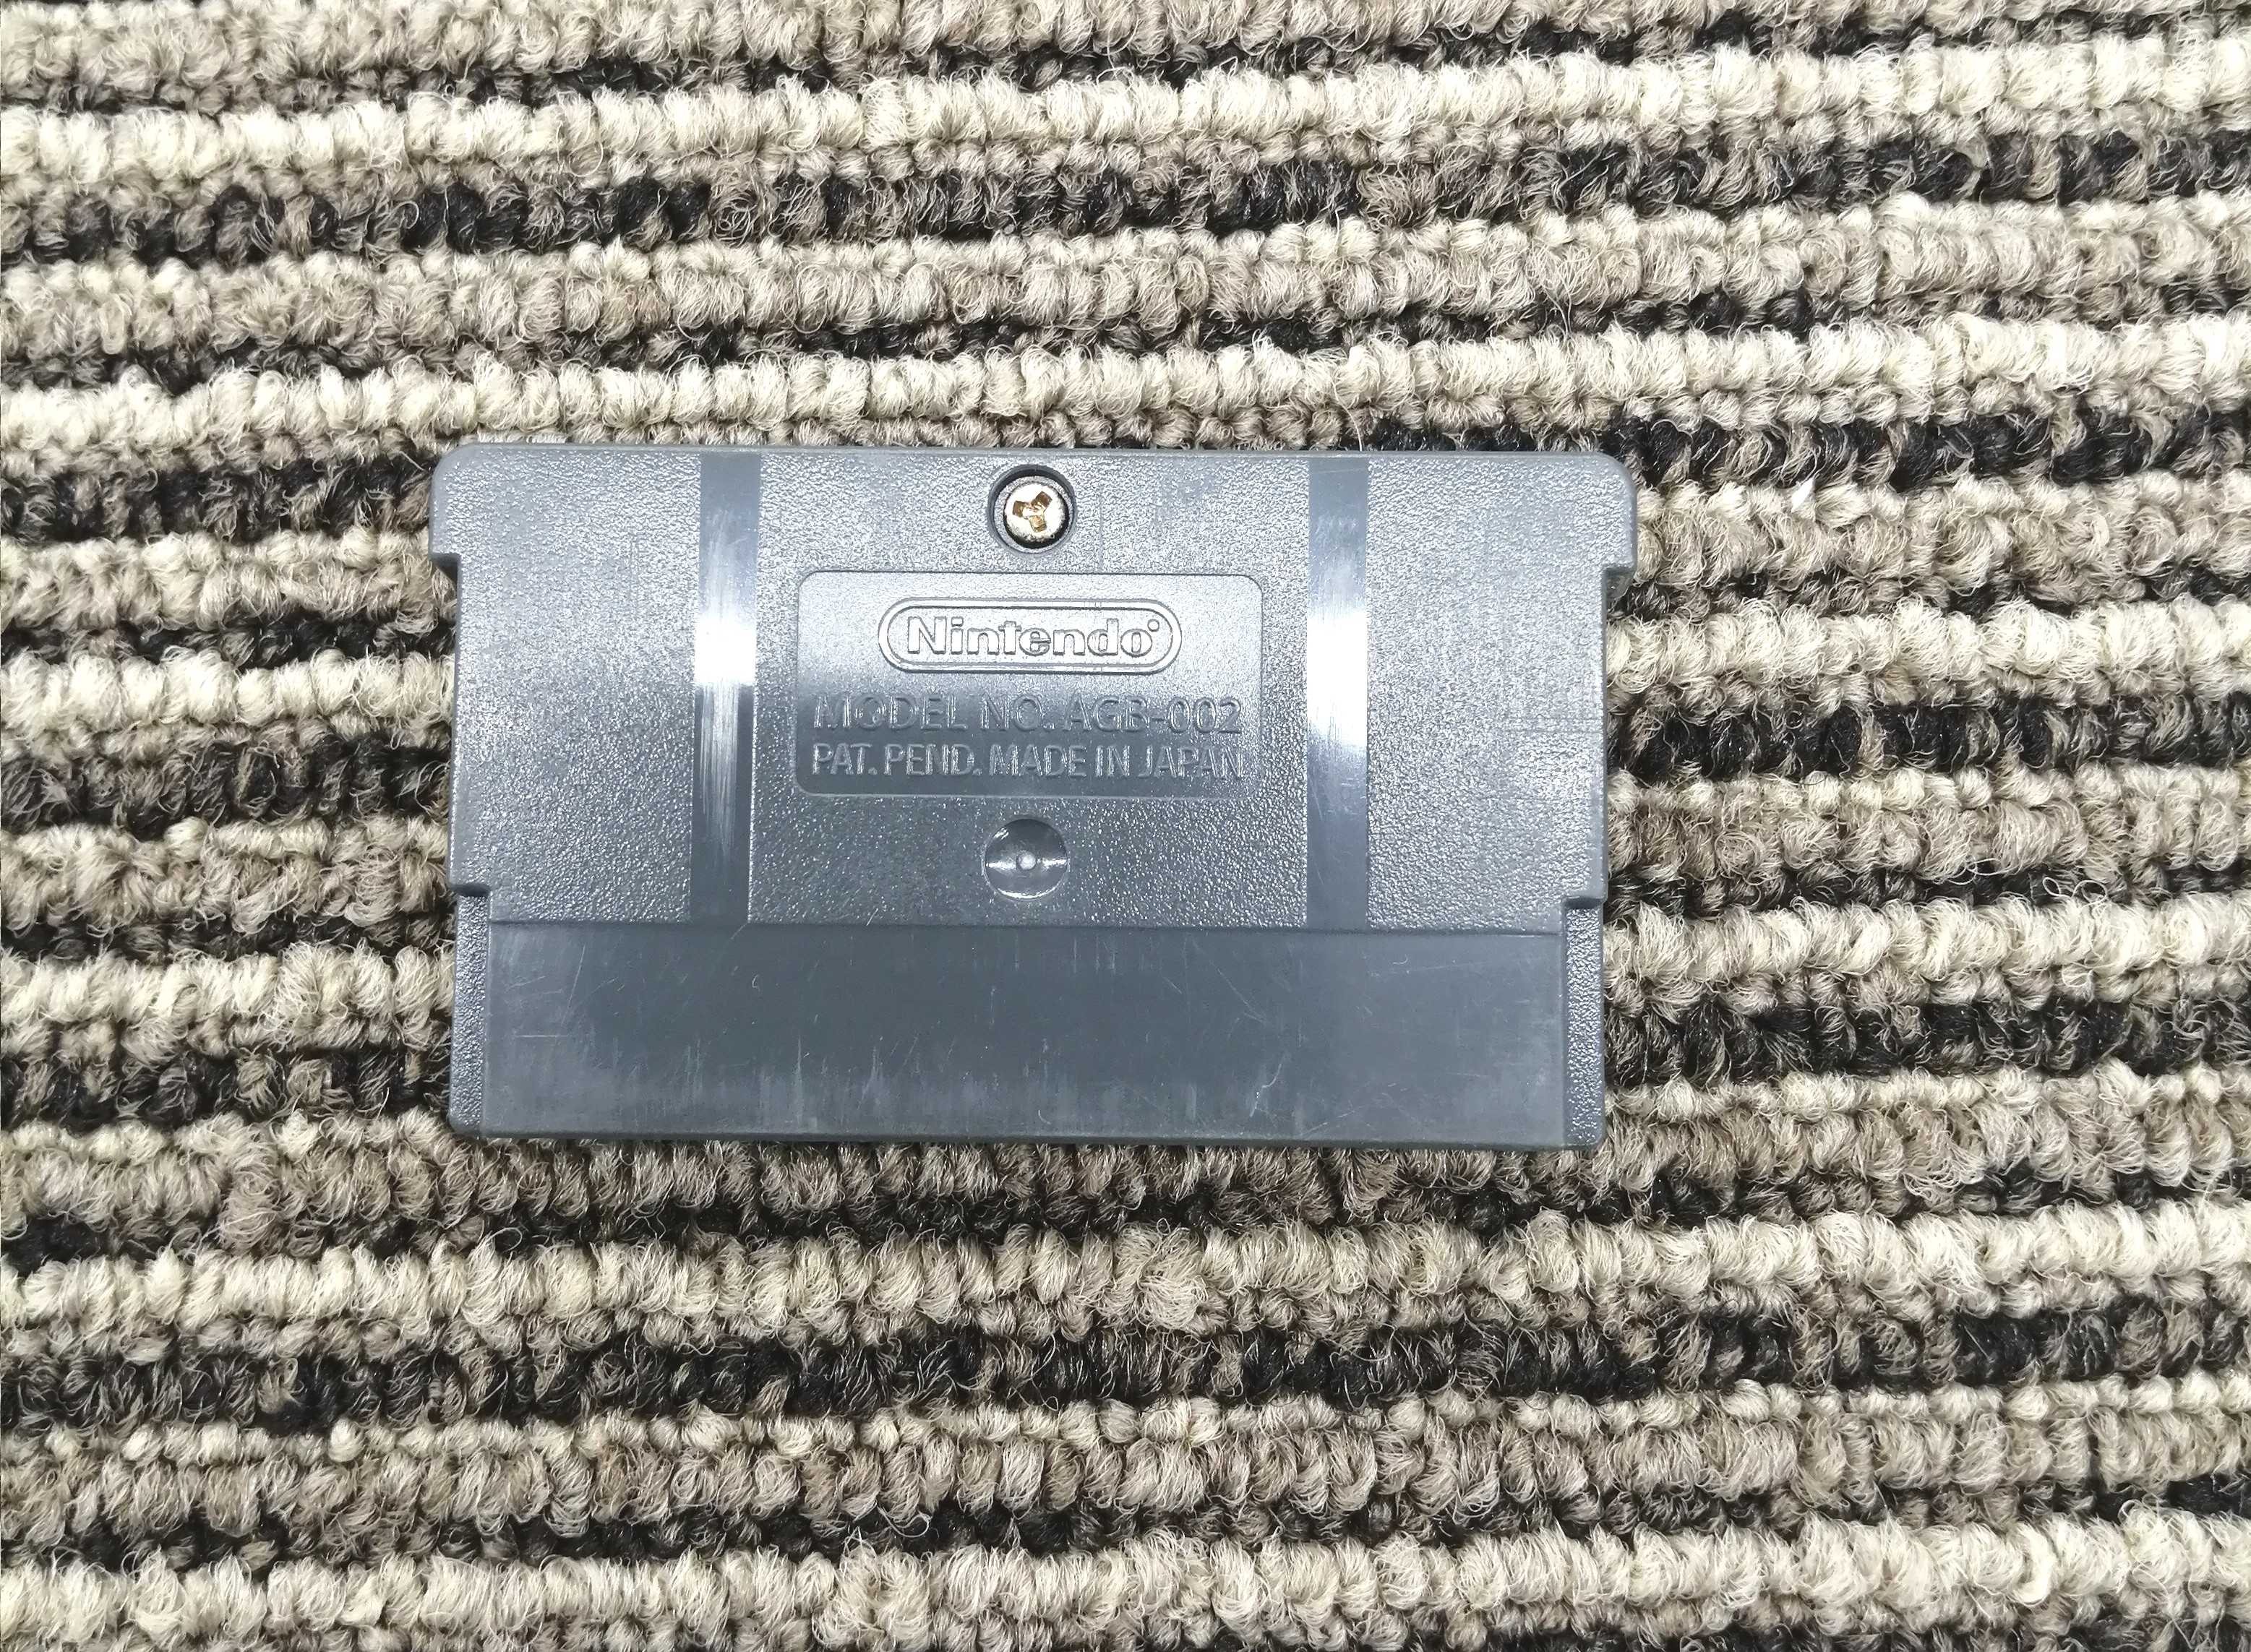 Nintendo®
MODEL NO. AGB-002
PAT. PEND. MADE IN JAPAN